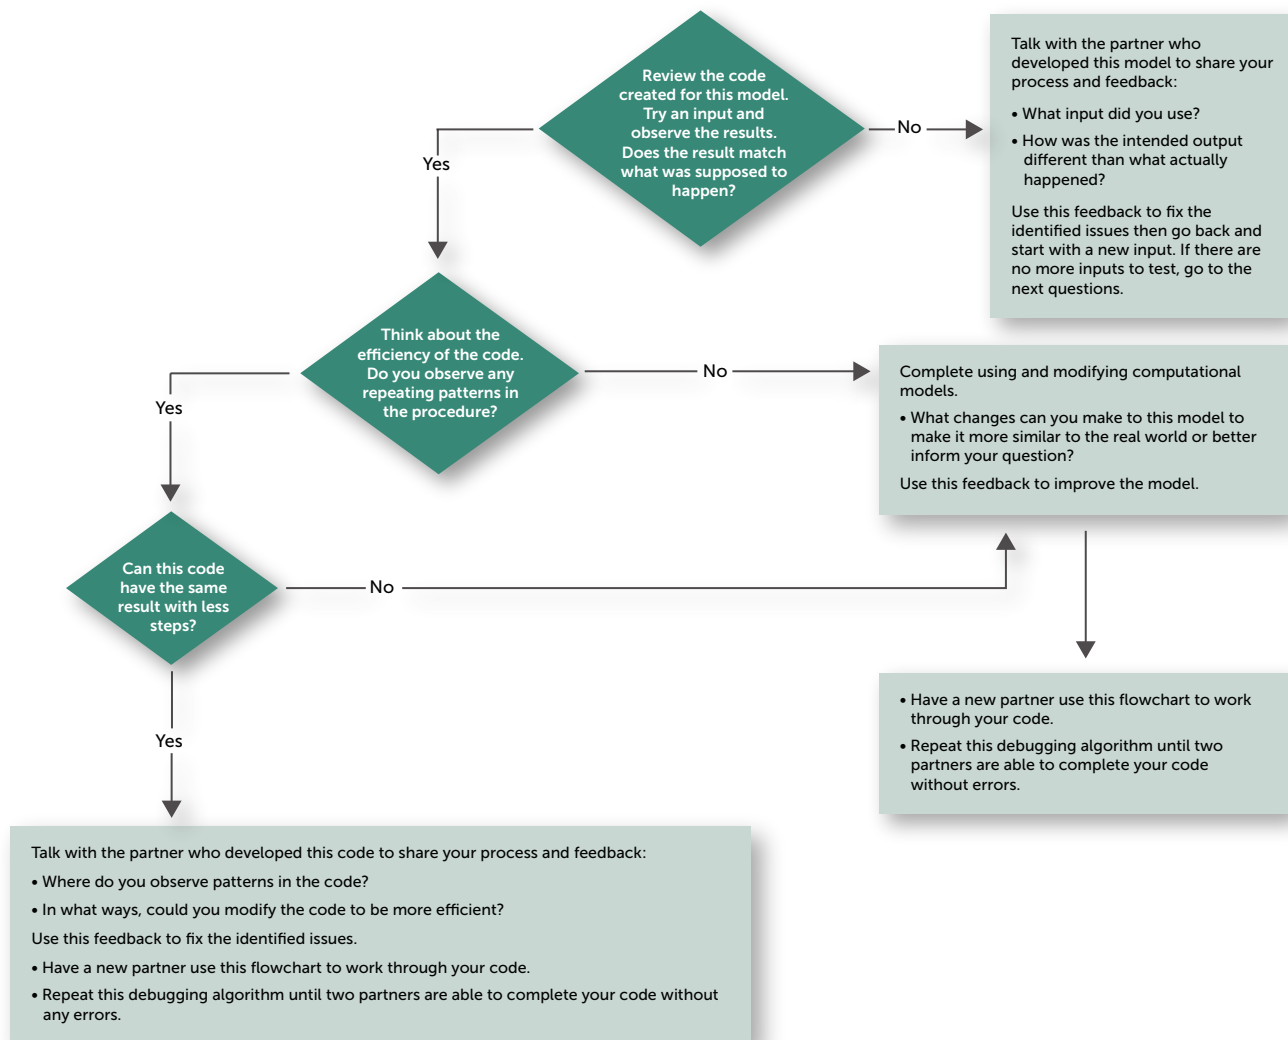 Review the code
created for this model.
Try an input and
observe the results.
Does the result match
what was supposed to
happen?
No
Talk with the partner who
developed this model to share your
process and feedback:
• What input did you use?
• How was the intended output
different than what actually
happened?
Use this feedback to fix the
identified issues then go back and
start with a new input. If there are
no more inputs to test, go to the
next questions.
Yes
Think about the
efficiency of the code.
Do you observe any
repeating patterns in
the procedure?
No
Complete using and modifying computational
models.
• What changes can you make to this model to
make it more similar to the real world or better
inform your question?
Use this feedback to improve the model.
Yes
Can this code
have the same
result with less
steps?
No
• Have a new partner use this flowchart to work
through your code.
• Repeat this debugging algorithm until two
partners are able to complete your code
without errors.
Yes
Talk with the partner who developed this code to share your process and feedback:
• Where do you observe patterns in the code?
• In what ways, could you modify the code to be more efficient?
Use this feedback to fix the identified issues.
• Have a new partner use this flowchart to work through your code.
• Repeat this debugging algorithm until two partners are able to complete your code without
any errors.